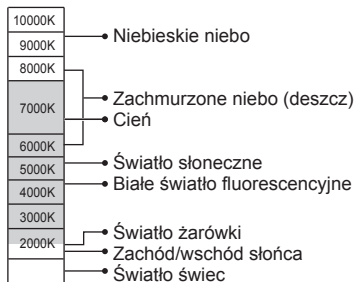 10000K
Niebieskie niebo
9000K
8000K
Zachmurzone niebo (deszcz)
7000K
Cień
6000K
Światło słoneczne
5000K
Białe światło fluorescencyjne
4000K
3000K
Światło żarówki
2000K
Zachód/wschód słońca
Światło świec